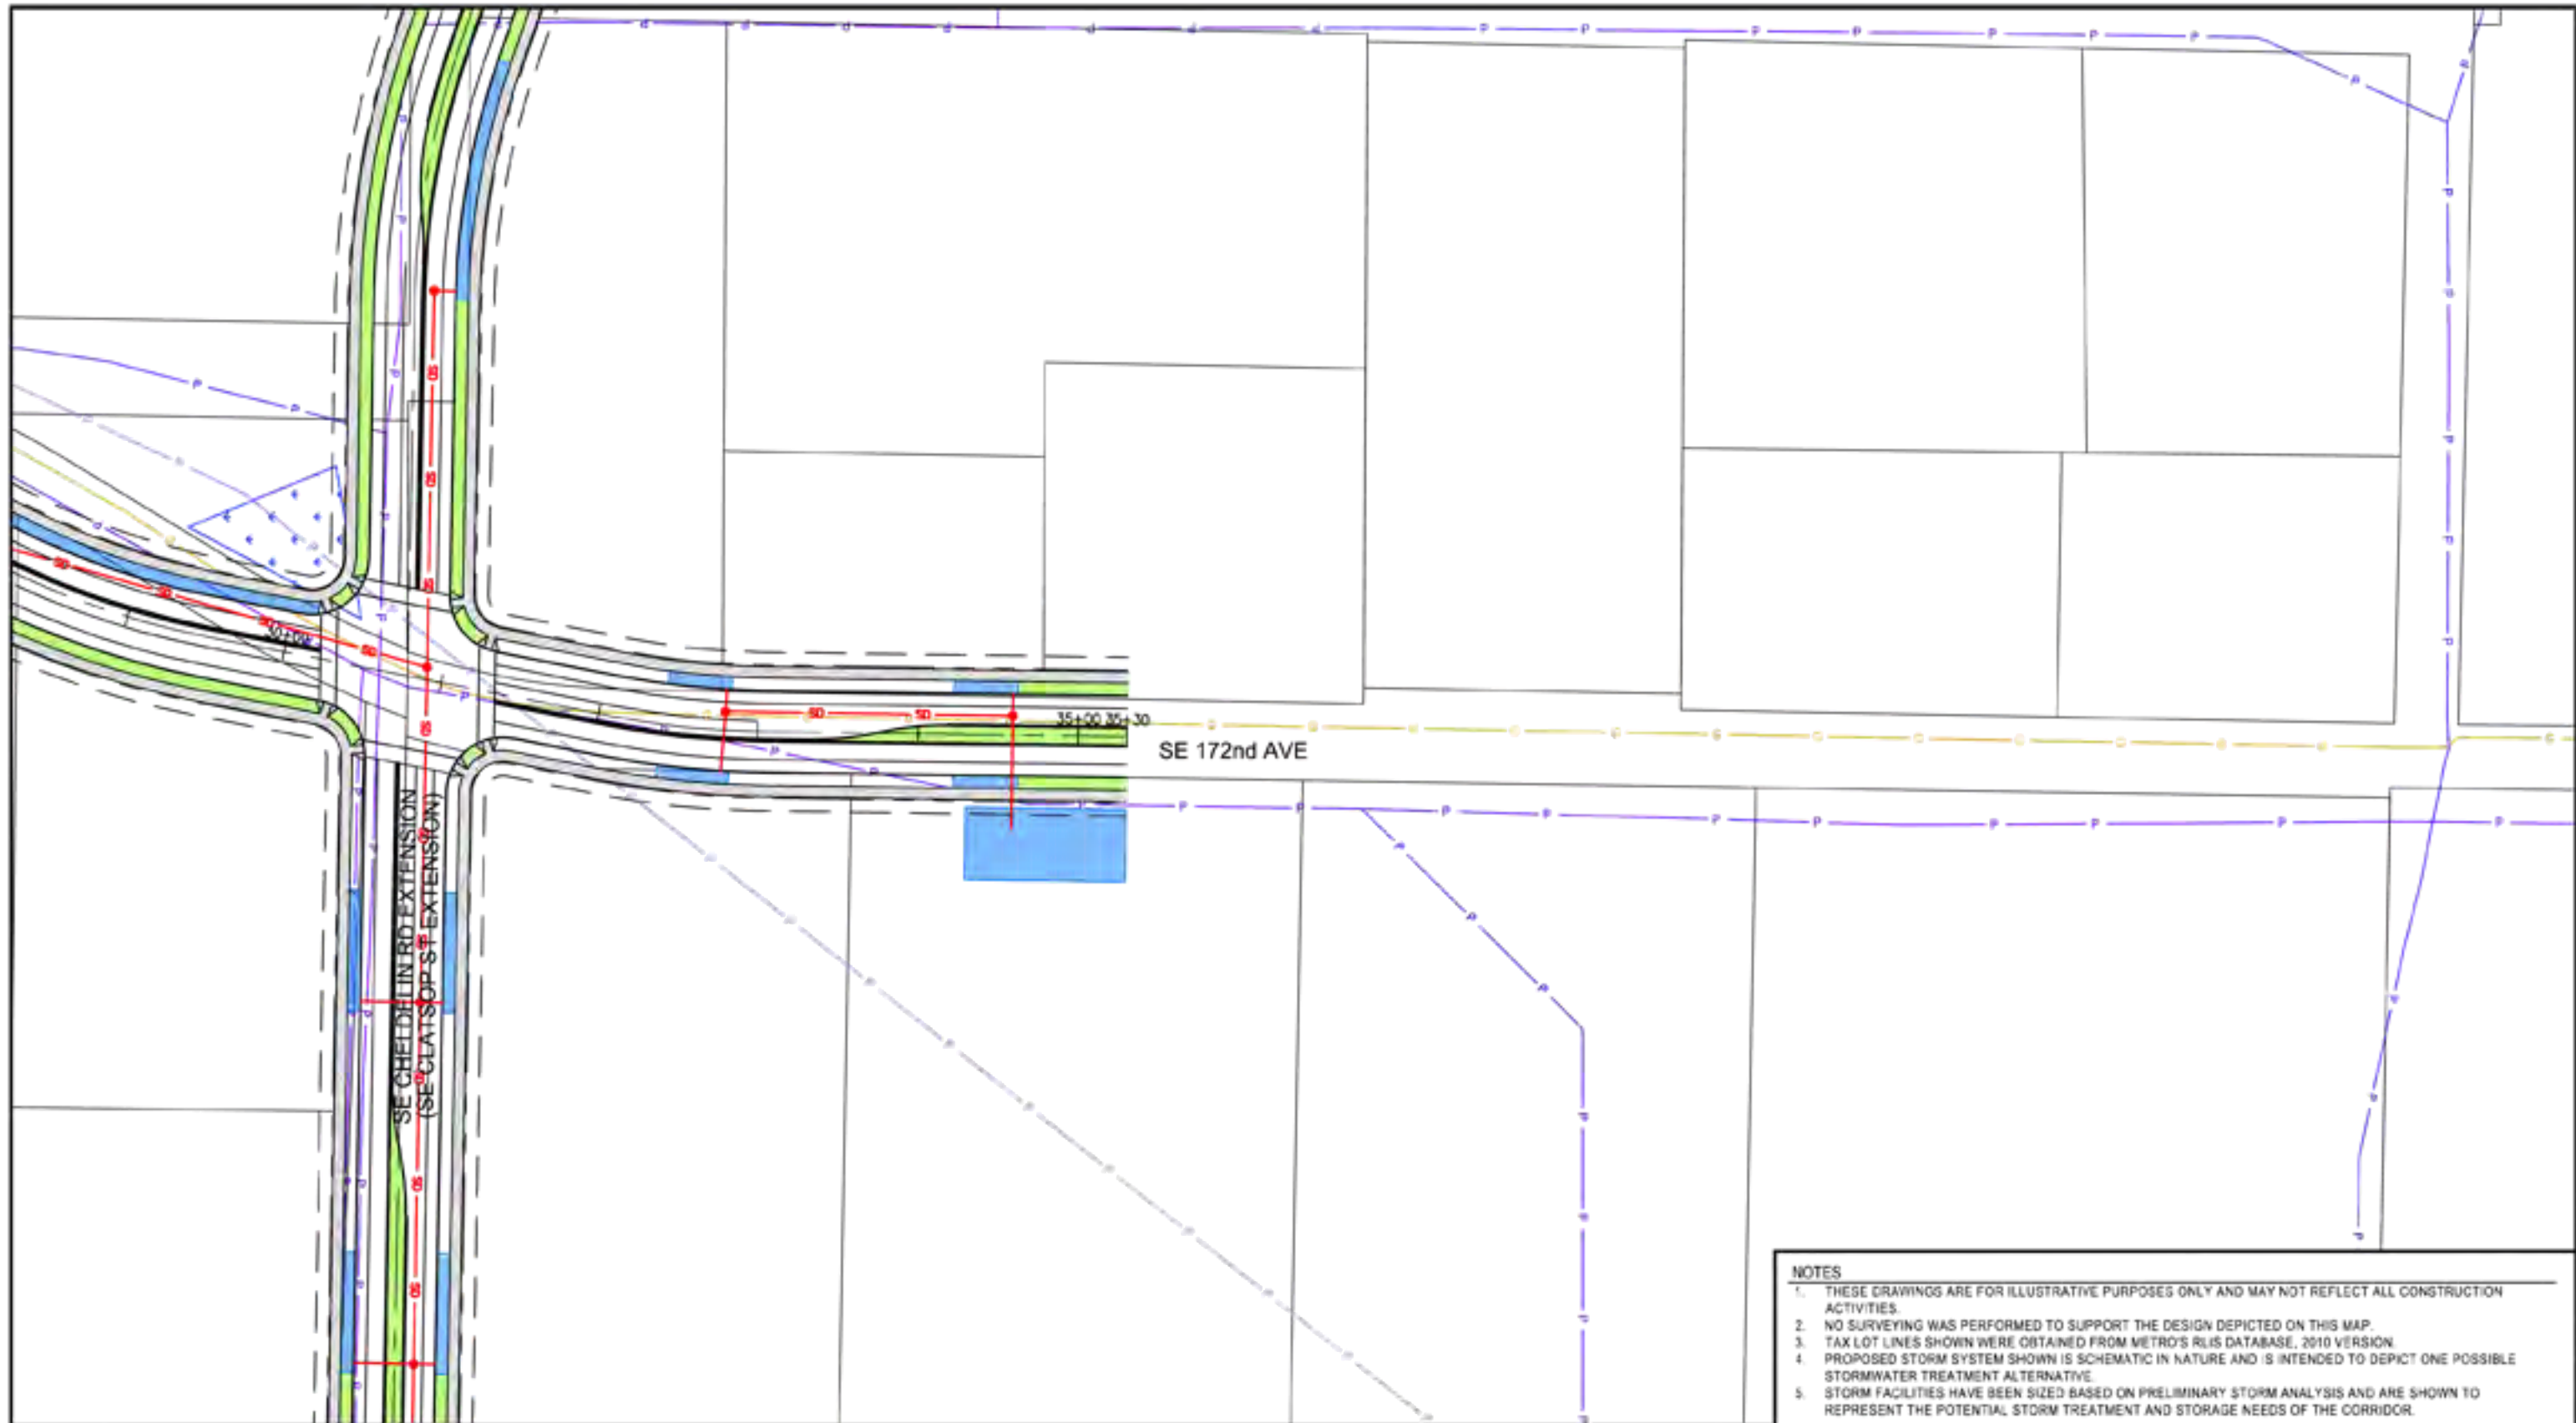 30+00
35+00 35+30
SE 172nd AVE
SE CHELDELIN RD EXTENSION
(SE CLATSOP ST EXTENSION)
NOTES
1. THESE DRAWINGS ARE FOR ILLUSTRATIVE PURPOSES ONLY AND MAY NOT REFLECT ALL CONSTRUCTION
ACTIVITIES.
2. NO SURVEYING WAS PERFORMED TO SUPPORT THE DESIGN DEPICTED ON THIS MAP.
3. TAX LOT LINES SHOWN WERE OBTAINED FROM METRO'S RLIS DATABASE, 2010 VERSION.
4. PROPOSED STORM SYSTEM SHOWN IS SCHEMATIC IN NATURE AND IS INTENDED TO DEPICT ONE POSSIBLE
STORMWATER TREATMENT ALTERNATIVE.
5. STORM FACILITIES HAVE BEEN SIZED BASED ON PRELIMINARY STORM ANALYSIS AND ARE SHOWN TO
REPRESENT THE POTENTIAL STORM TREATMENT AND STORAGE NEEDS OF THE CORRIDOR.